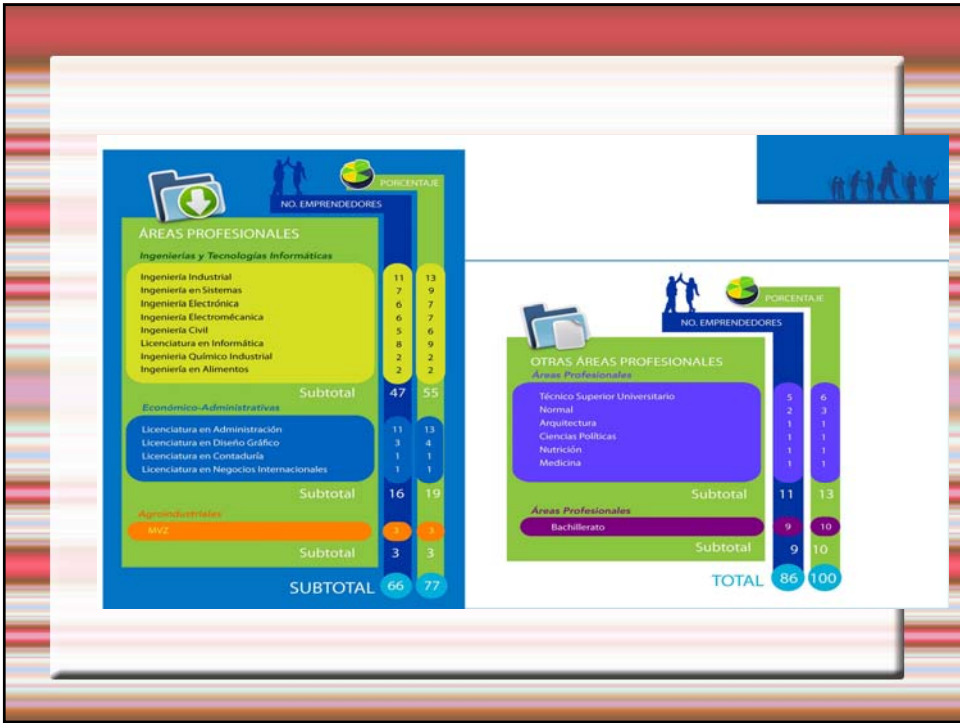 PORCENTAJE
NO. EMPRENDEDORES
ÁREAS PROFESIONALES
Ingenierías y Tecnologías Informáticas
Ingeniería Industrial 11 13
Ingeniería en Sistemas 7 9
Ingeniería Electrónica 6 7
Ingeniería Electromécanica 6 7
Ingeniería Civil 5 6
Licenciatura en Informática 8 9
Ingenieria Químico Industrial 2 2
Ingeniería en Alimentos 2 2
Subtotal 47 55
Económico-Administrativas
Licenciatura en Administración 11 13
Licenciatura en Diseño Gráfico 3 4
Licenciatura en Contaduría 1 1
Licenciatura en Negocios Internacionales 1 1
Subtotal 16 19
Agroindustriales
MVZ 3 3
Subtotal 3 3
SUBTOTAL 66 77
PORCENTAJE
NO. EMPRENDEDORES
OTRAS ÁREAS PROFESIONALES
Áreas Profesionales
Técnico Superior Universitario 5 6
Normal 2 3
Arquitectura 1 1
Ciencias Políticas 1 1
Nutrición 1 1
Medicina 1 1
Subtotal 11 13
Áreas Profesionales
Bachillerato 9 10
Subtotal 9 10
TOTAL 86 100